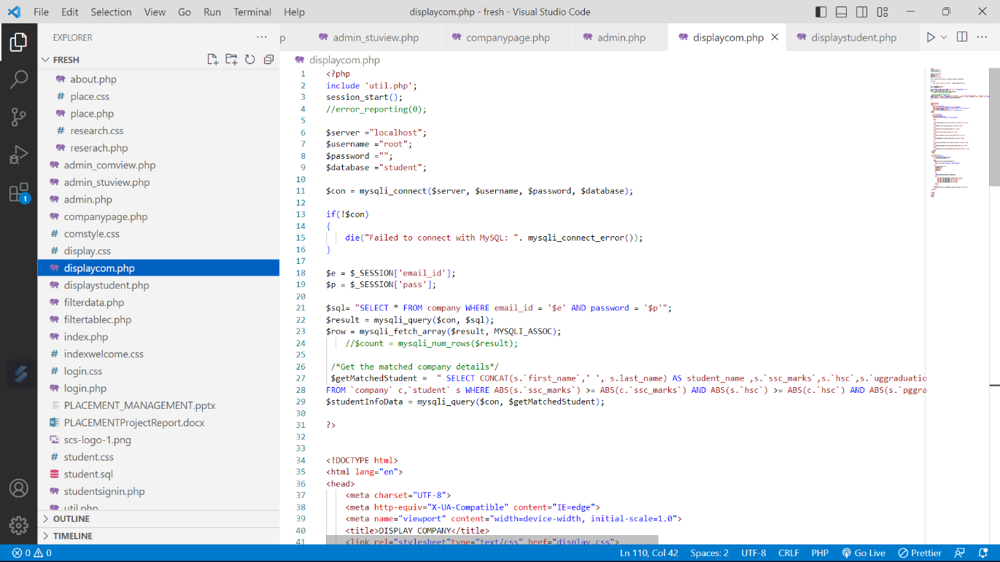 File Edit Selection View Go Run Terminal Help displaycom.php - fresh - Visual Studio Code
EXPLORER
FRESH
about.php
place.css
place.php
research.css
reserach.php
admin_comview.php
admin_stuview.php
admin.php
companypage.php
comstyle.css
display.css
displaycom.php
displaystudent.php
filterdata.php
filtertablec.php
index.php
indexwelcome.css
login.css
login.php
PLACEMENT_MANAGEMENT.pptx
PLACEMENTProjectReport.docx
scs-logo-1.png
student.css
student.sql
studentsignin.php
util.php
OUTLINE
TIMELINE
1
p admin_stuview.php companypage.php admin.php displaycom.php displaystudent.php
displaycom.php
1 <?php
2 include 'util.php';
3 session_start();
4 //error_reporting(0);
5
6 $server ="localhost";
7 $username ="root";
8 $password ="";
9 $database ="student";
10
11 $con = mysqli_connect($server, $username, $password, $database);
12
13 if(!$con)
14 {
15 die("Failed to connect with MySQL: ". mysqli_connect_error());
16 }
17
18 $e = $_SESSION['email_id'];
19 $p = $_SESSION['pass'];
20
21 $sql= "SELECT * FROM company WHERE email_id = '$e' AND password = '$p'";
22 $result = mysqli_query($con, $sql);
23 $row = mysqli_fetch_array($result, MYSQLI_ASSOC);
24 //$count = mysqli_num_rows($result);
25
26 /*Get the matched company details*/
27 $getMatchedStudent = " SELECT CONCAT(s.`first_name`,' ', s.last_name) AS student_name ,s.`ssc_marks`,s.`hsc`,s.`uggraduatio
28 FROM `company` c,`student` s WHERE ABS(s.`ssc_marks`) >= ABS(c.`ssc_marks`) AND ABS(s.`hsc`) >= ABS(c.`hsc`) AND ABS(s.`pggra
29 $studentInfoData = mysqli_query($con, $getMatchedStudent);
30
31 ?>
32
33
34 <!DOCTYPE html>
35 <html lang="en">
36 <head>
37 <meta charset="UTF-8">
38 <meta http-equiv="X-UA-Compatible" content="IE=edge">
39 <meta name="viewport" content="width=device-width, initial-scale=1.0">
40 <title>DISPLAY COMPANY</title>
41 <link rel="stylesheet"type="text/css" href="display.css">
0 0 Ln 110, Col 42 Spaces: 2 UTF-8 CRLF PHP Go Live Prettier